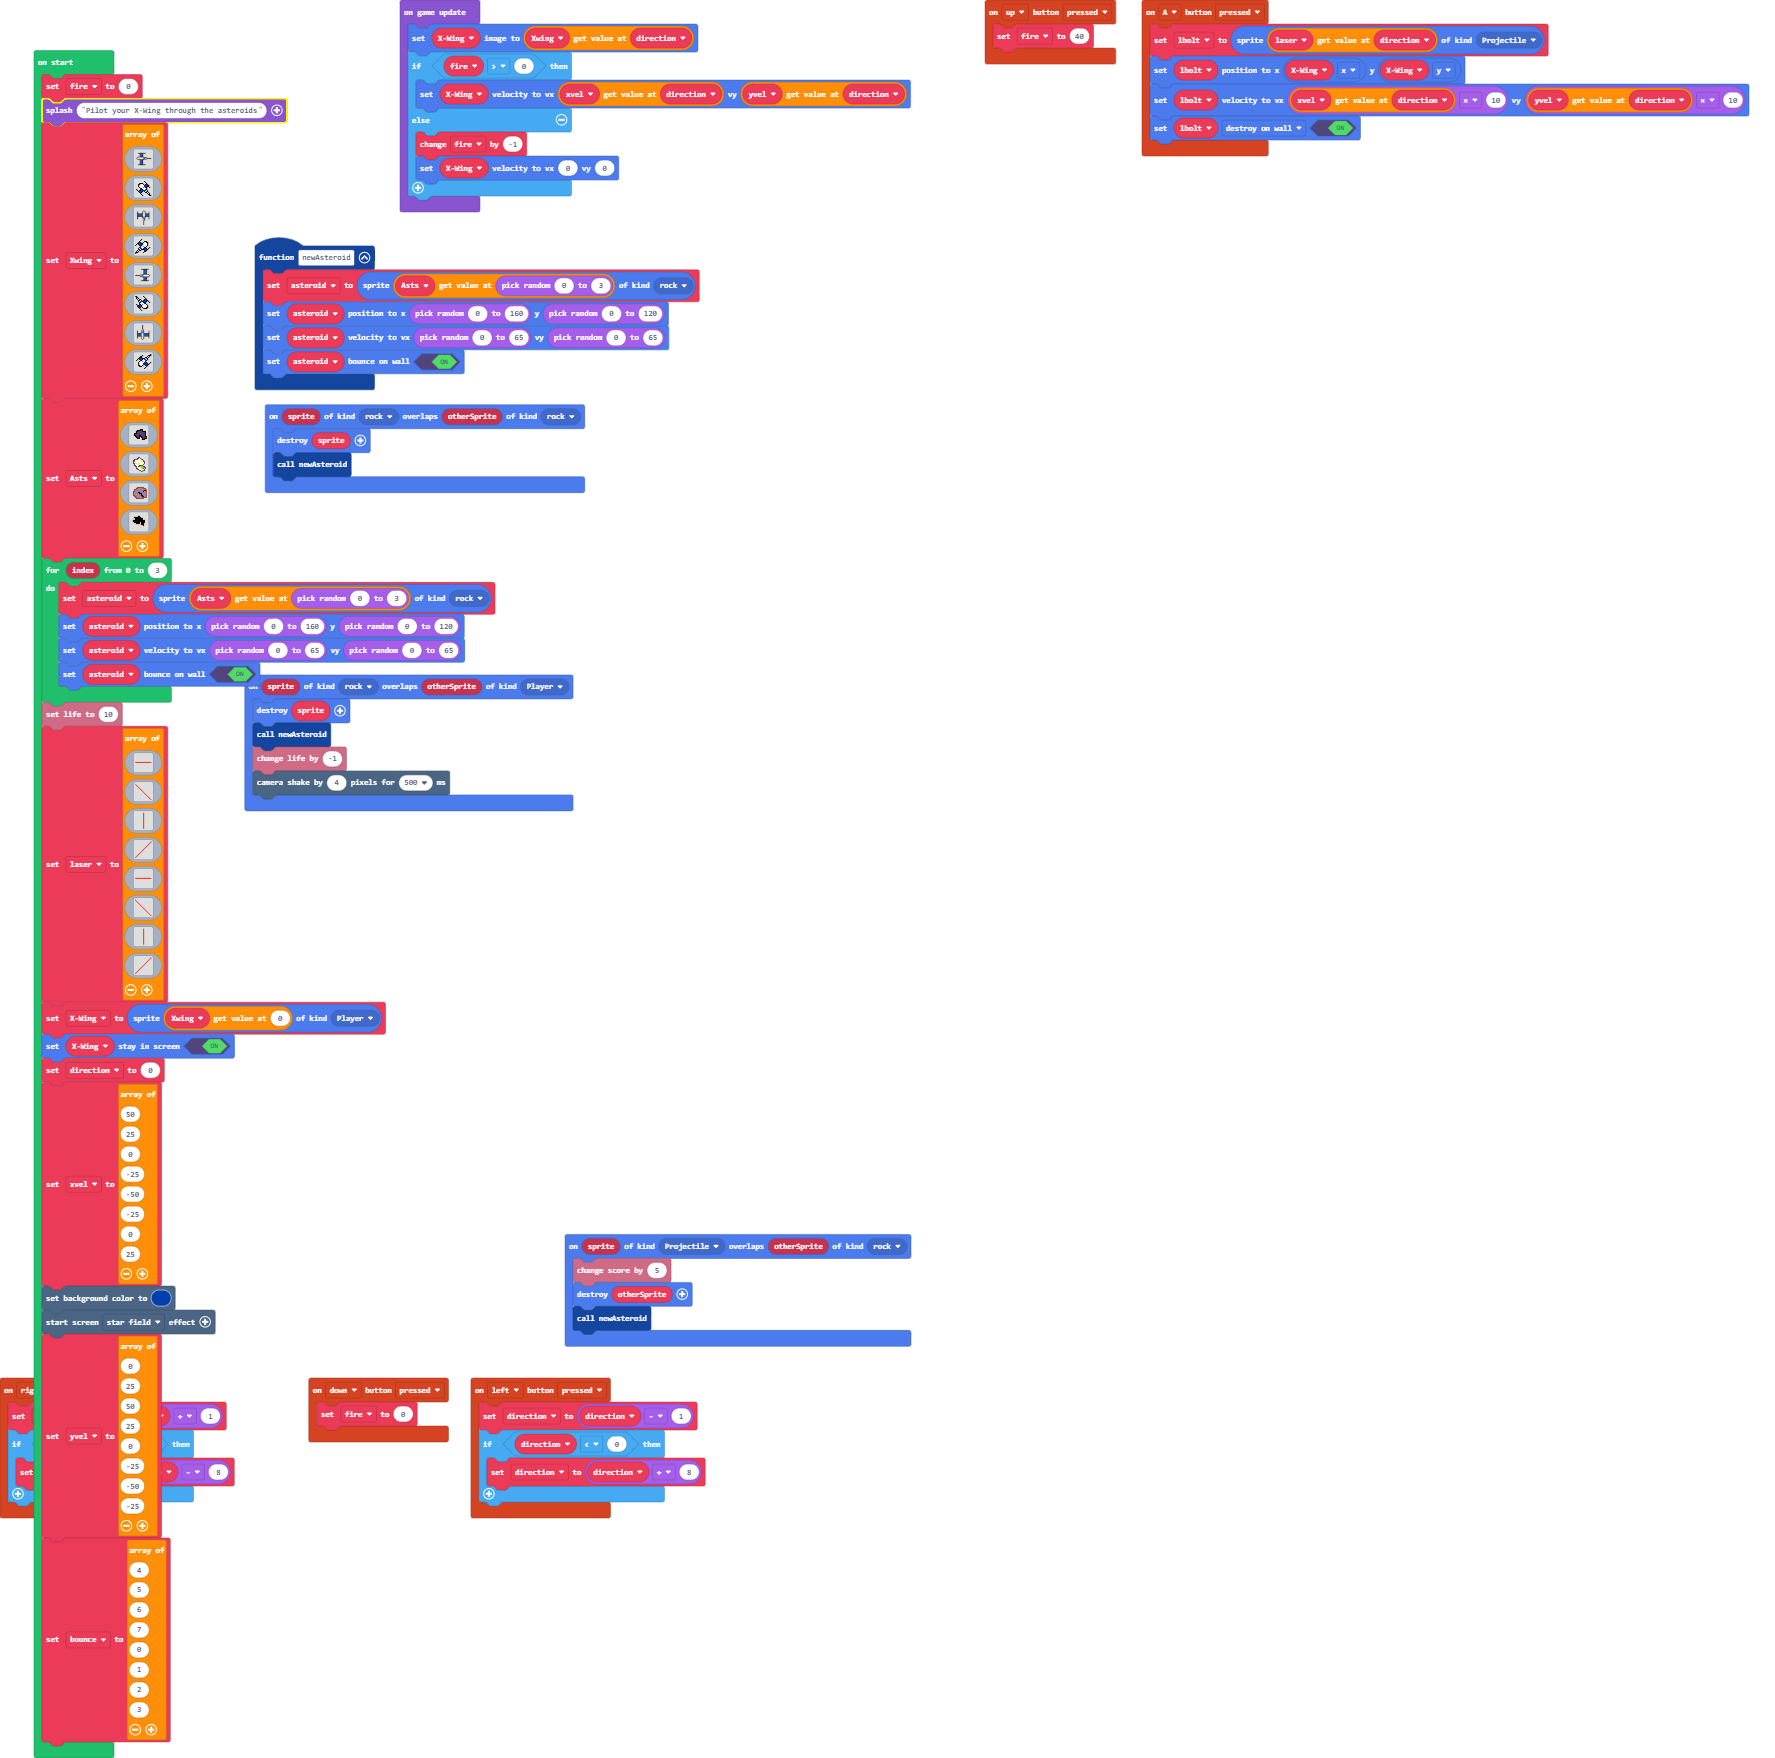 on game update
set X-Wing image to Xwing get value at direction
if fire > 0 then
set X-Wing velocity to vx xvel get value at direction vy yvel get value at direction
else
change fire by -1
set X-Wing velocity to vx 0 vy 0
on up button pressed
set fire to 40
on A button pressed
set lbolt to sprite laser get value at direction of kind Projectile
set lbolt position to x X-Wing x y X-Wing y
set lbolt velocity to vx xvel get value at direction × 10 vy yvel get value at direction × 10
set lbolt destroy on wall ON
on start
set fire to 0
splash "Pilot your X-Wing through the asteroids"
set Xwing to array of
set Asts to array of
for index from 0 to 3
do
set asteroid to sprite Asts get value at pick random 0 to 3 of kind rock
set asteroid position to x pick random 0 to 160 y pick random 0 to 120
set asteroid velocity to vx pick random 0 to 65 vy pick random 0 to 65
set asteroid bounce on wall ON
set life to 10
set laser to array of
set X-Wing to sprite Xwing get value at 0 of kind Player
set X-Wing stay in screen ON
set direction to 0
set xvel to array of
50
25
0
-25
-50
-25
0
25
set background color to
start screen star field effect
set yvel to array of
0
25
50
25
0
-25
-50
-25
set bounce to array of
4
5
6
7
0
1
2
3
function newAsteroid
set asteroid to sprite Asts get value at pick random 0 to 3 of kind rock
set asteroid position to x pick random 0 to 160 y pick random 0 to 120
set asteroid velocity to vx pick random 0 to 65 vy pick random 0 to 65
set asteroid bounce on wall ON
on sprite of kind rock overlaps otherSprite of kind rock
destroy sprite
call newAsteroid
sprite of kind rock overlaps otherSprite of kind Player
destroy sprite
call newAsteroid
change life by -1
camera shake by 4 pixels for 500 ms
on sprite of kind Projectile overlaps otherSprite of kind rock
change score by 5
destroy otherSprite
call newAsteroid
on rig
set + 1
if then
set - 8
on down button pressed
set fire to 0
on left button pressed
set direction to direction - 1
if direction < 0 then
set direction to direction + 8